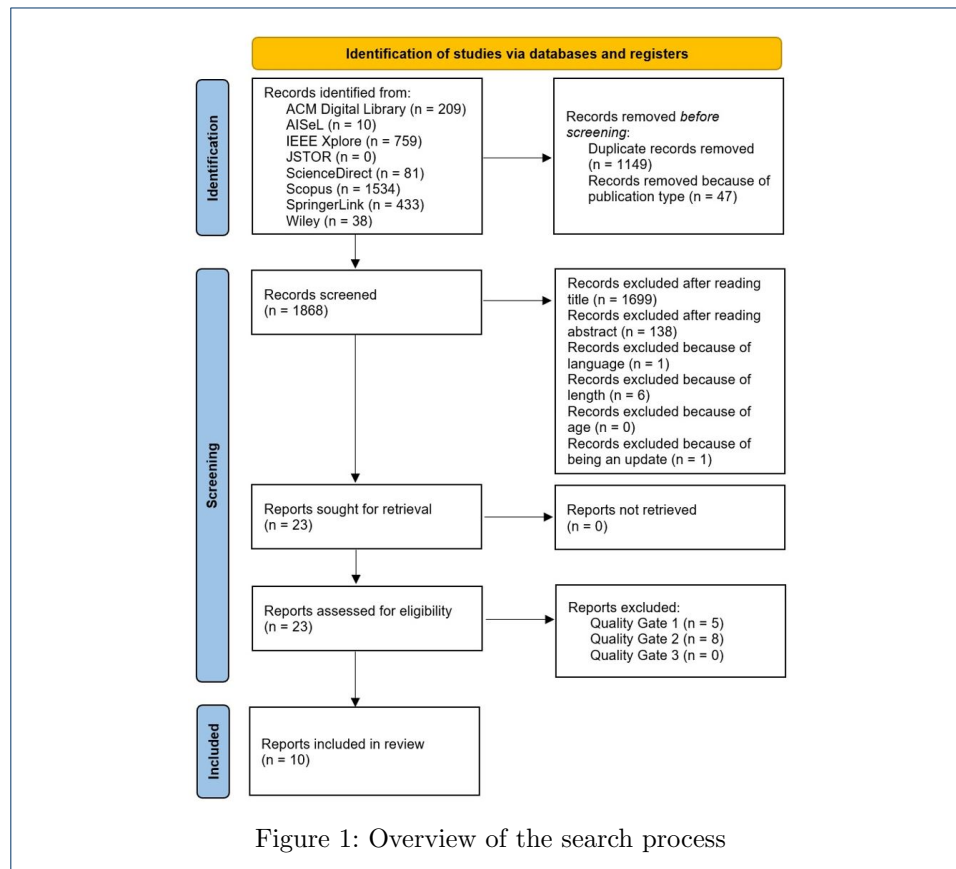 Identification of studies via databases and registers
Identification
Records identified from:
ACM Digital Library (n = 209)
AISeL (n = 10)
IEEE Xplore (n = 759)
JSTOR (n = 0)
ScienceDirect (n = 81)
Scopus (n = 1534)
SpringerLink (n = 433)
Wiley (n = 38)
Records removed before
screening:
Duplicate records removed
(n = 1149)
Records removed because of
publication type (n = 47)
Screening
Records screened
(n = 1868)
Records excluded after reading
title (n = 1699)
Records excluded after reading
abstract (n = 138)
Records excluded because of
language (n = 1)
Records excluded because of
length (n = 6)
Records excluded because of
age (n = 0)
Records excluded because of
being an update (n = 1)
Reports sought for retrieval
(n = 23)
Reports not retrieved
(n = 0)
Reports assessed for eligibility
(n = 23)
Reports excluded:
Quality Gate 1 (n = 5)
Quality Gate 2 (n = 8)
Quality Gate 3 (n = 0)
Included
Reports included in review
(n = 10)
Figure 1: Overview of the search process